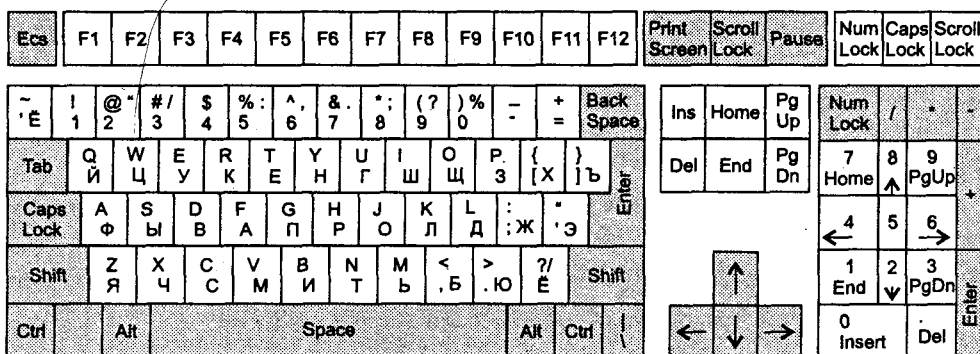 Ecs F1 F2 F3 F4 F5 F6 F7 F8 F9 F10 F11 F12 Print Screen Scroll Lock Pause Num Lock Caps Lock Scroll Lock
~ ' Ё ! 1 @ " 2 # / 3 $ 4 % : 5 ^ , 6 & . 7 * ; 8 ( ? 9 ) % 0 – - + = Back Space Ins Home Pg Up Num Lock / * -
Tab Q Й W Ц E У R К T Е Y Н U Г I Ш O Щ P. З { [ Х } ] Ъ Enter Del End Pg Dn 7 Home 8 ↑ 9 PgUp +
Caps Lock A Ф S Ы D В F А G П H Р J О K Л L Д : ; Ж " ' Э ← 4 5 6 →
Shift Z Я X Ч C С V М B И N Т M Ь < , Б > . Ю ?/ Ё Shift ↑ 1 End 2 ↓ 3 PgDn Enter
Ctrl Alt Space Alt Ctrl | \ ← ↓ → 0 Insert . Del